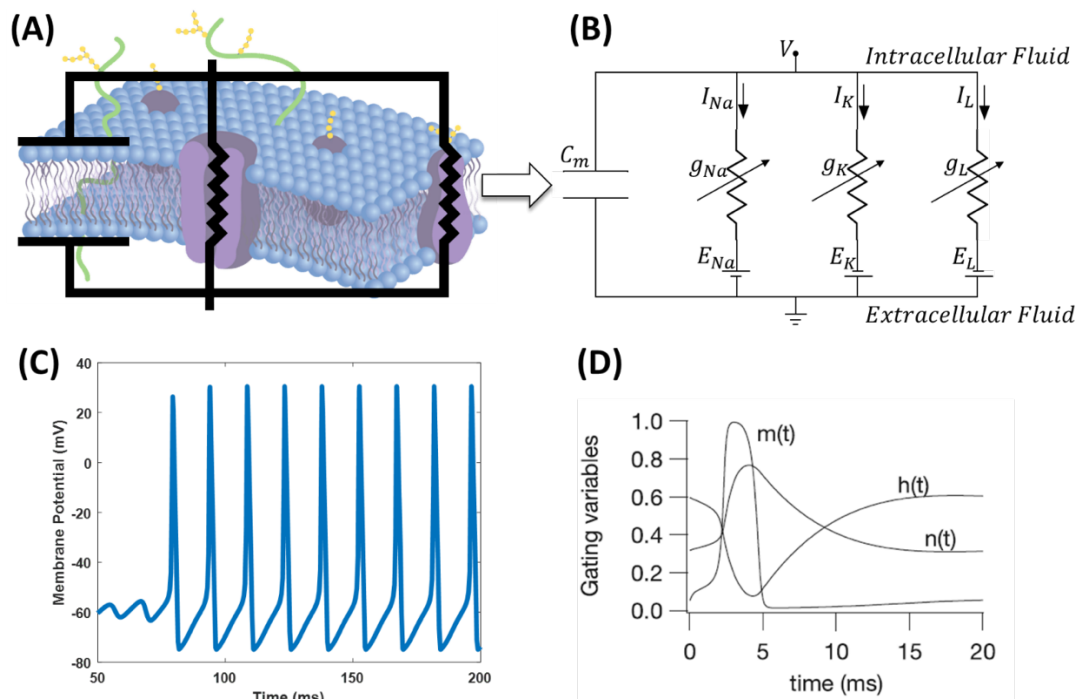 (A)
(B)
V
Intracellular Fluid
I_Na
I_K
I_L
C_m
g_Na
g_K
g_L
E_Na
E_K
E_L
Extracellular Fluid
(C)
40
20
0
-20
-40
-60
-80
50
100
150
200
Membrane Potential (mV)
Time (ms)
(D)
1.0
0.8
0.6
0.4
0.2
0.0
Gating variables
m(t)
h(t)
n(t)
0
5
10
15
20
time (ms)